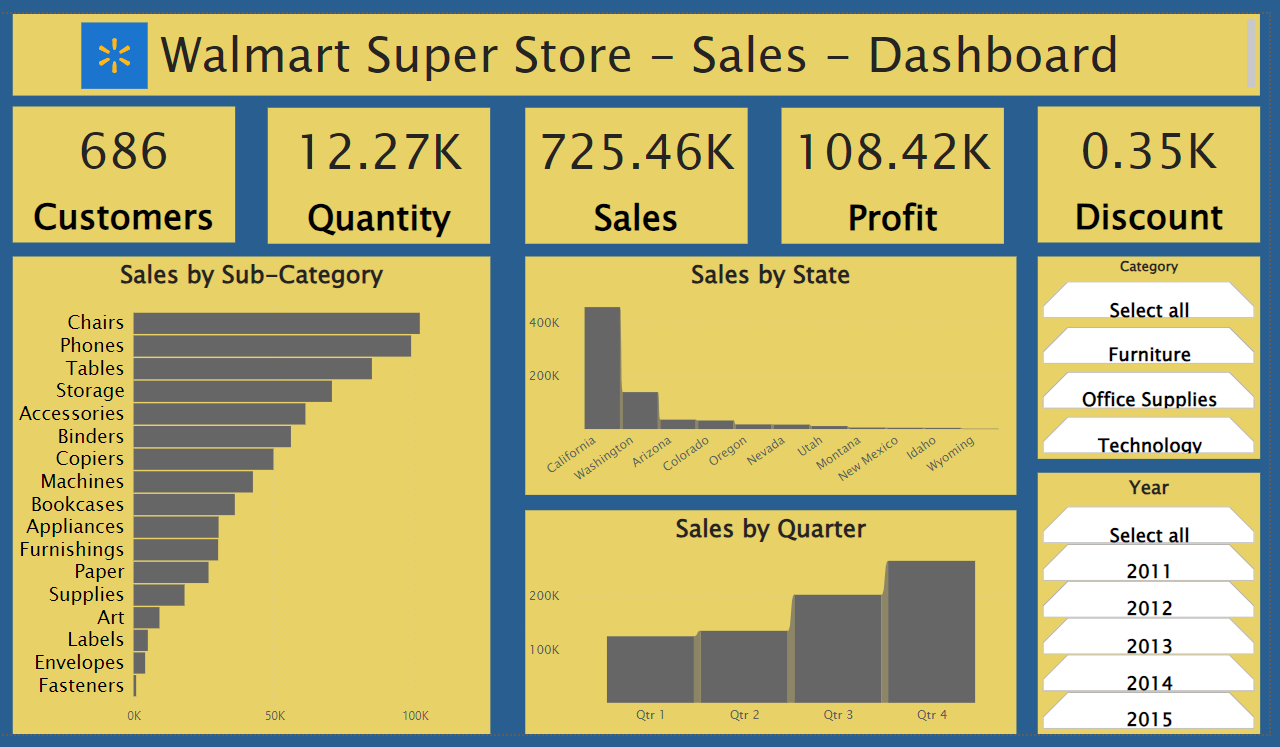 Walmart Super Store - Sales - Dashboard
686
Customers
12.27K
Quantity
725.46K
Sales
108.42K
Profit
0.35K
Discount
Sales by Sub-Category
Chairs
Phones
Tables
Storage
Accessories
Binders
Copiers
Machines
Bookcases
Appliances
Furnishings
Paper
Supplies
Art
Labels
Envelopes
Fasteners
0K 50K 100K
Sales by State
400K
200K
California Washington Arizona Colorado Oregon Nevada Utah Montana New Mexico Idaho Wyoming
Sales by Quarter
200K
100K
Qtr 1 Qtr 2 Qtr 3 Qtr 4
Category
Select all
Furniture
Office Supplies
Technology
Year
Select all
2011
2012
2013
2014
2015